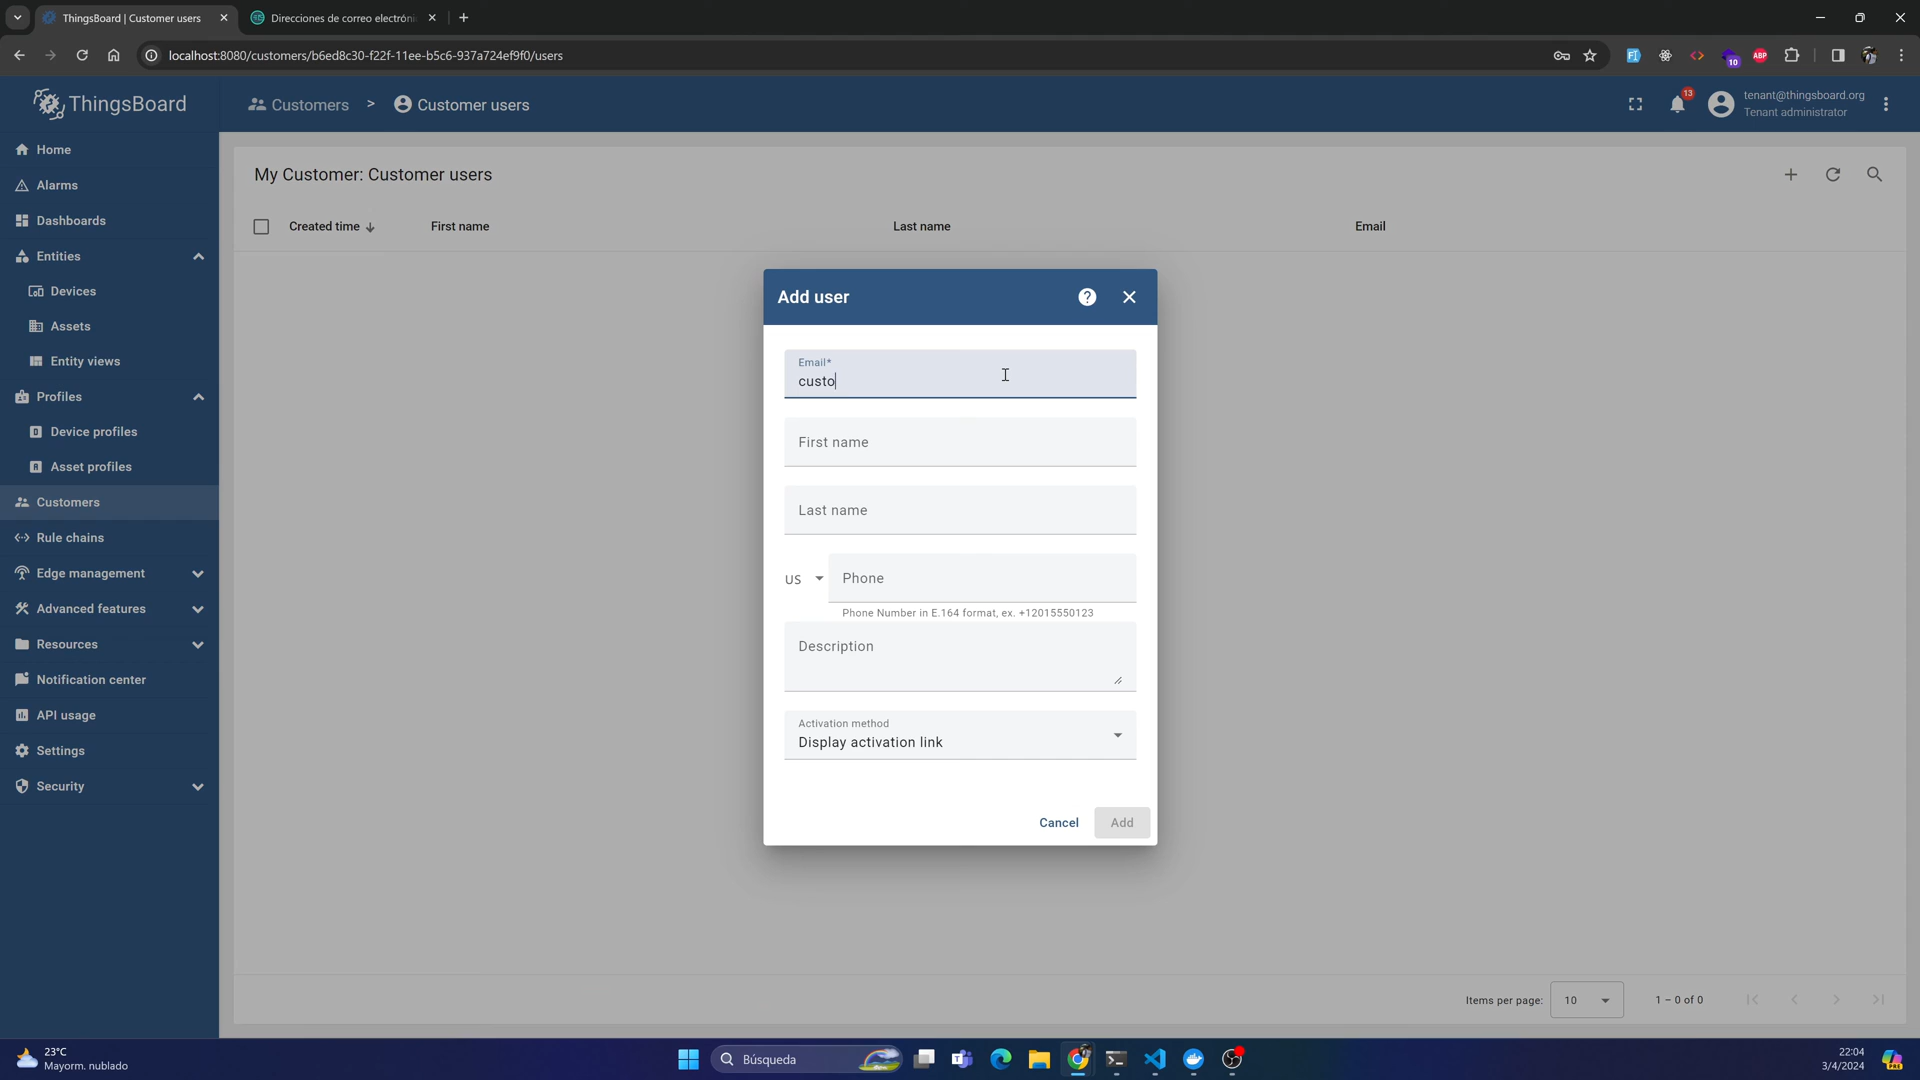 ThingsBoard | Customer users
Direcciones de correo electróni
localhost:8080/customers/b6ed8c30-f22f-11ee-b5c6-937a724ef9f0/users
10
ABP
ThingsBoard
Customers > Customer users
13
tenant@thingsboard.org
Tenant administrator
Home
Alarms
Dashboards
Entities
Devices
Assets
Entity views
Profiles
Device profiles
Asset profiles
Customers
Rule chains
Edge management
Advanced features
Resources
Notification center
API usage
Settings
Security
My Customer: Customer users
Created time
First name
Last name
Email
Add user
Email*
custo
First name
Last name
US
Phone
Phone Number in E.164 format, ex. +12015550123
Description
Activation method
Display activation link
Cancel
Add
Items per page:
10
1 – 0 of 0
23°C
Mayorm. nublado
Búsqueda
22:04
3/4/2024
PRE